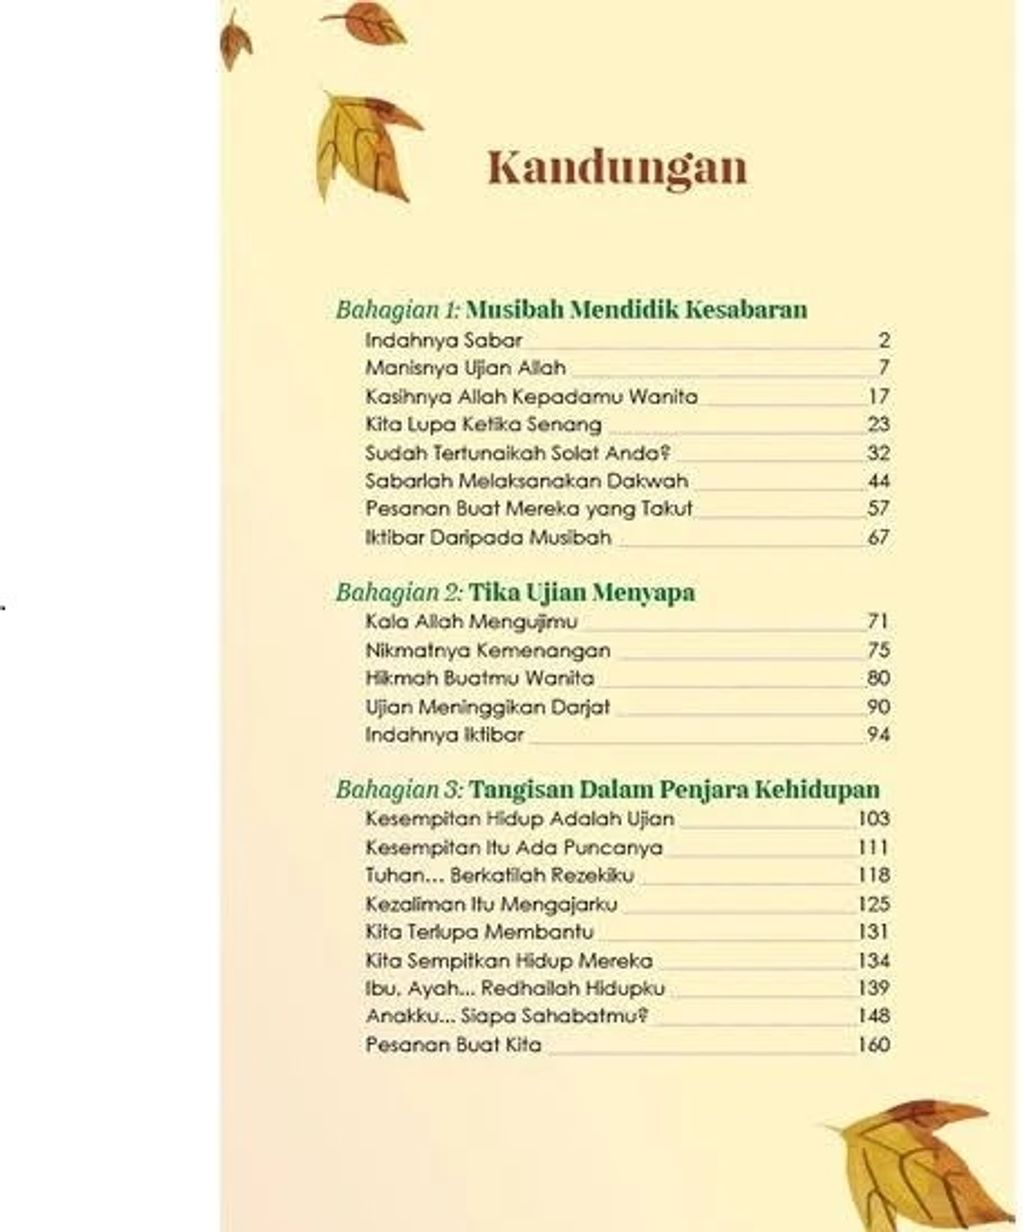 Kandungan
Bahagian 1: Musibah Mendidik Kesabaran
Indahnya Sabar 2
Manisnya Ujian Allah 7
Kasihnya Allah Kepadamu Wanita 17
Kita Lupa Ketika Senang 23
Sudah Tertunaikah Solat Anda? 32
Sabarlah Melaksanakan Dakwah 44
Pesanan Buat Mereka yang Takut 57
Iktibar Daripada Musibah 67
Bahagian 2: Tika Ujian Menyapa
Kala Allah Mengujimu 71
Nikmatnya Kemenangan 75
Hikmah Buatmu Wanita 80
Ujian Meninggikan Darjat 90
Indahnya Iktibar 94
Bahagian 3: Tangisan Dalam Penjara Kehidupan
Kesempitan Hidup Adalah Ujian 103
Kesempitan Itu Ada Puncanya 111
Tuhan... Berkatilah Rezekiku 118
Kezaliman Itu Mengajarku 125
Kita Terlupa Membantu 131
Kita Sempitkan Hidup Mereka 134
Ibu, Ayah... Redhailah Hidupku 139
Anakku... Siapa Sahabatmu? 148
Pesanan Buat Kita 160